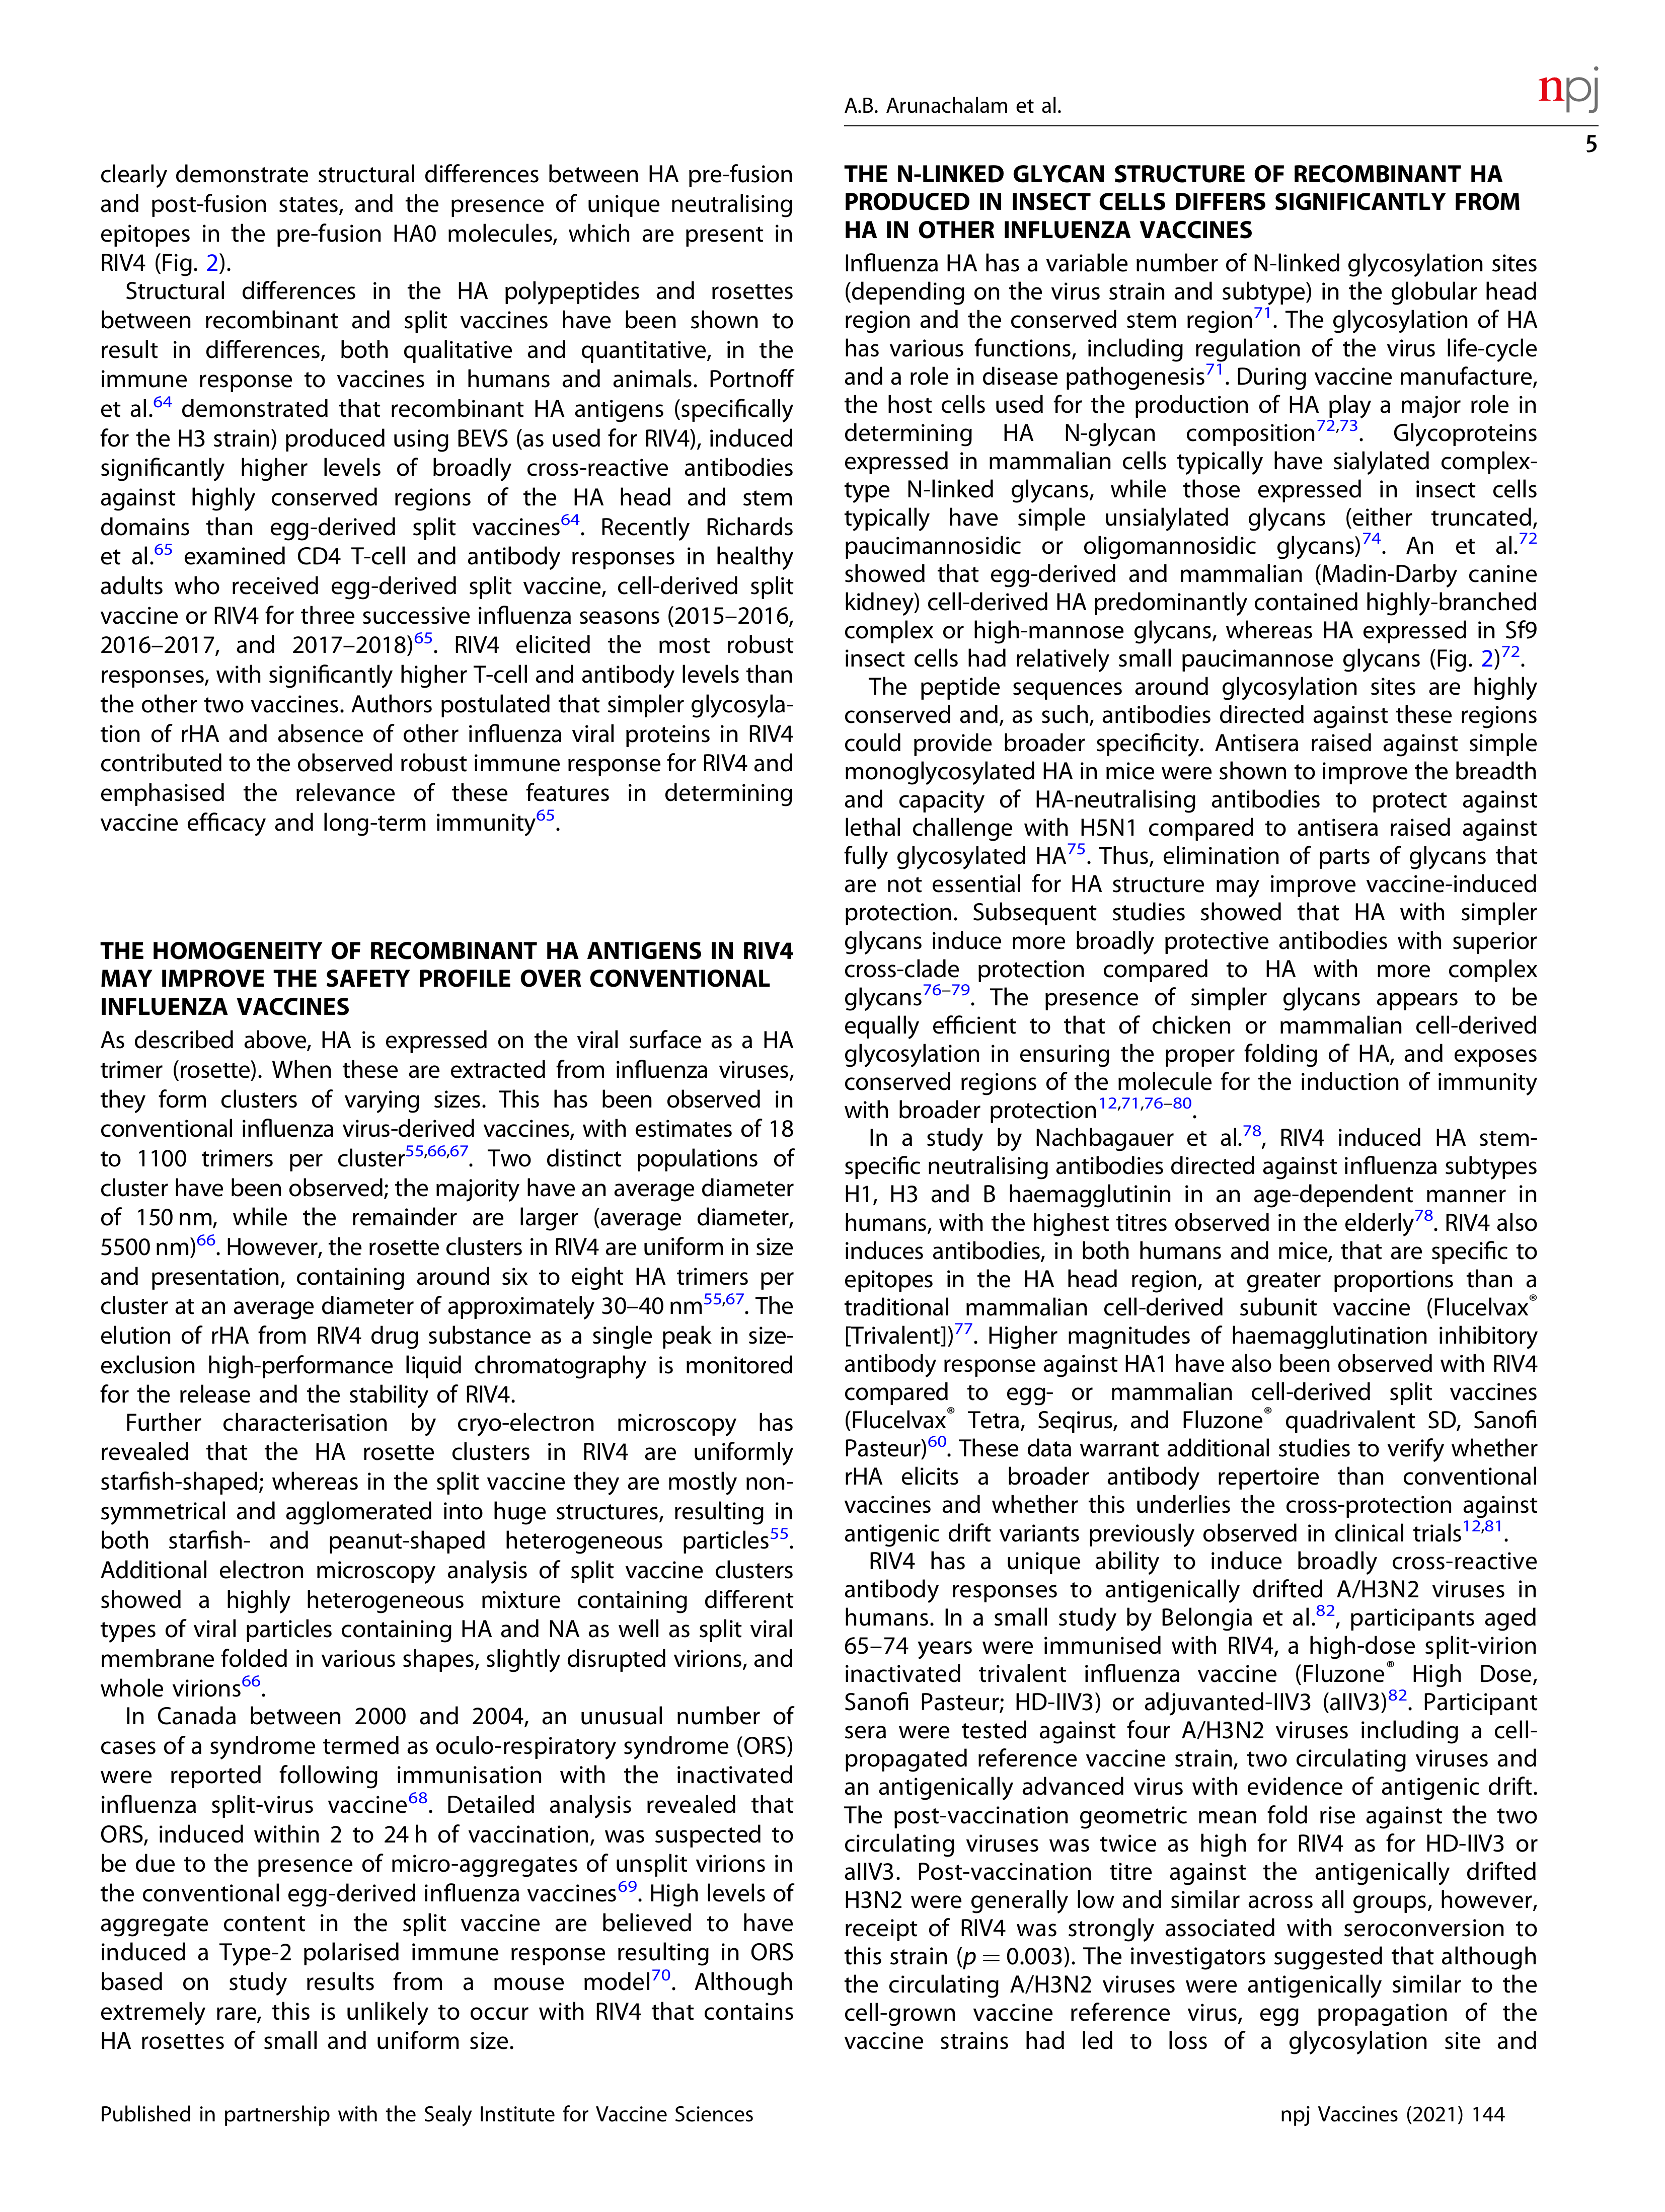 A.B. Arunachalam et al.
npj
5
clearly demonstrate structural differences between HA pre-fusion
and post-fusion states, and the presence of unique neutralising
epitopes in the pre-fusion HA0 molecules, which are present in
RIV4 (Fig. 2).
Structural differences in the HA polypeptides and rosettes
between recombinant and split vaccines have been shown to
result in differences, both qualitative and quantitative, in the
immune response to vaccines in humans and animals. Portnoff
et al.64 demonstrated that recombinant HA antigens (specifically
for the H3 strain) produced using BEVS (as used for RIV4), induced
significantly higher levels of broadly cross-reactive antibodies
against highly conserved regions of the HA head and stem
domains than egg-derived split vaccines64. Recently Richards
et al.65 examined CD4 T-cell and antibody responses in healthy
adults who received egg-derived split vaccine, cell-derived split
vaccine or RIV4 for three successive influenza seasons (2015–2016,
2016–2017, and 2017–2018)65. RIV4 elicited the most robust
responses, with significantly higher T-cell and antibody levels than
the other two vaccines. Authors postulated that simpler glycosyla-
tion of rHA and absence of other influenza viral proteins in RIV4
contributed to the observed robust immune response for RIV4 and
emphasised the relevance of these features in determining
vaccine efficacy and long-term immunity65.
THE HOMOGENEITY OF RECOMBINANT HA ANTIGENS IN RIV4
MAY IMPROVE THE SAFETY PROFILE OVER CONVENTIONAL
INFLUENZA VACCINES
As described above, HA is expressed on the viral surface as a HA
trimer (rosette). When these are extracted from influenza viruses,
they form clusters of varying sizes. This has been observed in
conventional influenza virus-derived vaccines, with estimates of 18
to 1100 trimers per cluster55,66,67. Two distinct populations of
cluster have been observed; the majority have an average diameter
of 150 nm, while the remainder are larger (average diameter,
5500 nm)66. However, the rosette clusters in RIV4 are uniform in size
and presentation, containing around six to eight HA trimers per
cluster at an average diameter of approximately 30–40 nm55,67. The
elution of rHA from RIV4 drug substance as a single peak in size-
exclusion high-performance liquid chromatography is monitored
for the release and the stability of RIV4.
Further characterisation by cryo-electron microscopy has
revealed that the HA rosette clusters in RIV4 are uniformly
starfish-shaped; whereas in the split vaccine they are mostly non-
symmetrical and agglomerated into huge structures, resulting in
both starfish- and peanut-shaped heterogeneous particles55.
Additional electron microscopy analysis of split vaccine clusters
showed a highly heterogeneous mixture containing different
types of viral particles containing HA and NA as well as split viral
membrane folded in various shapes, slightly disrupted virions, and
whole virions66.
In Canada between 2000 and 2004, an unusual number of
cases of a syndrome termed as oculo-respiratory syndrome (ORS)
were reported following immunisation with the inactivated
influenza split-virus vaccine68. Detailed analysis revealed that
ORS, induced within 2 to 24 h of vaccination, was suspected to
be due to the presence of micro-aggregates of unsplit virions in
the conventional egg-derived influenza vaccines69. High levels of
aggregate content in the split vaccine are believed to have
induced a Type-2 polarised immune response resulting in ORS
based on study results from a mouse model70. Although
extremely rare, this is unlikely to occur with RIV4 that contains
HA rosettes of small and uniform size.
THE N-LINKED GLYCAN STRUCTURE OF RECOMBINANT HA
PRODUCED IN INSECT CELLS DIFFERS SIGNIFICANTLY FROM
HA IN OTHER INFLUENZA VACCINES
Influenza HA has a variable number of N-linked glycosylation sites
(depending on the virus strain and subtype) in the globular head
region and the conserved stem region71. The glycosylation of HA
has various functions, including regulation of the virus life-cycle
and a role in disease pathogenesis71. During vaccine manufacture,
the host cells used for the production of HA play a major role in
determining HA N-glycan composition72,73. Glycoproteins
expressed in mammalian cells typically have sialylated complex-
type N-linked glycans, while those expressed in insect cells
typically have simple unsialylated glycans (either truncated,
paucimannosidic or oligomannosidic glycans)74. An et al.72
showed that egg-derived and mammalian (Madin-Darby canine
kidney) cell-derived HA predominantly contained highly-branched
complex or high-mannose glycans, whereas HA expressed in Sf9
insect cells had relatively small paucimannose glycans (Fig. 2)72.
The peptide sequences around glycosylation sites are highly
conserved and, as such, antibodies directed against these regions
could provide broader specificity. Antisera raised against simple
monoglycosylated HA in mice were shown to improve the breadth
and capacity of HA-neutralising antibodies to protect against
lethal challenge with H5N1 compared to antisera raised against
fully glycosylated HA75. Thus, elimination of parts of glycans that
are not essential for HA structure may improve vaccine-induced
protection. Subsequent studies showed that HA with simpler
glycans induce more broadly protective antibodies with superior
cross-clade protection compared to HA with more complex
glycans76–79. The presence of simpler glycans appears to be
equally efficient to that of chicken or mammalian cell-derived
glycosylation in ensuring the proper folding of HA, and exposes
conserved regions of the molecule for the induction of immunity
with broader protection12,71,76–80.
In a study by Nachbagauer et al.78, RIV4 induced HA stem-
specific neutralising antibodies directed against influenza subtypes
H1, H3 and B haemagglutinin in an age-dependent manner in
humans, with the highest titres observed in the elderly78. RIV4 also
induces antibodies, in both humans and mice, that are specific to
epitopes in the HA head region, at greater proportions than a
traditional mammalian cell-derived subunit vaccine (Flucelvax®
[Trivalent])77. Higher magnitudes of haemagglutination inhibitory
antibody response against HA1 have also been observed with RIV4
compared to egg- or mammalian cell-derived split vaccines
(Flucelvax® Tetra, Seqirus, and Fluzone® quadrivalent SD, Sanofi
Pasteur)60. These data warrant additional studies to verify whether
rHA elicits a broader antibody repertoire than conventional
vaccines and whether this underlies the cross-protection against
antigenic drift variants previously observed in clinical trials12,81.
RIV4 has a unique ability to induce broadly cross-reactive
antibody responses to antigenically drifted A/H3N2 viruses in
humans. In a small study by Belongia et al.82, participants aged
65–74 years were immunised with RIV4, a high-dose split-virion
inactivated trivalent influenza vaccine (Fluzone® High Dose,
Sanofi Pasteur; HD-IIV3) or adjuvanted-IIV3 (aIIV3)82. Participant
sera were tested against four A/H3N2 viruses including a cell-
propagated reference vaccine strain, two circulating viruses and
an antigenically advanced virus with evidence of antigenic drift.
The post-vaccination geometric mean fold rise against the two
circulating viruses was twice as high for RIV4 as for HD-IIV3 or
aIIV3. Post-vaccination titre against the antigenically drifted
H3N2 were generally low and similar across all groups, however,
receipt of RIV4 was strongly associated with seroconversion to
this strain (p = 0.003). The investigators suggested that although
the circulating A/H3N2 viruses were antigenically similar to the
cell-grown vaccine reference virus, egg propagation of the
vaccine strains had led to loss of a glycosylation site and
Published in partnership with the Sealy Institute for Vaccine Sciences
npj Vaccines (2021) 144